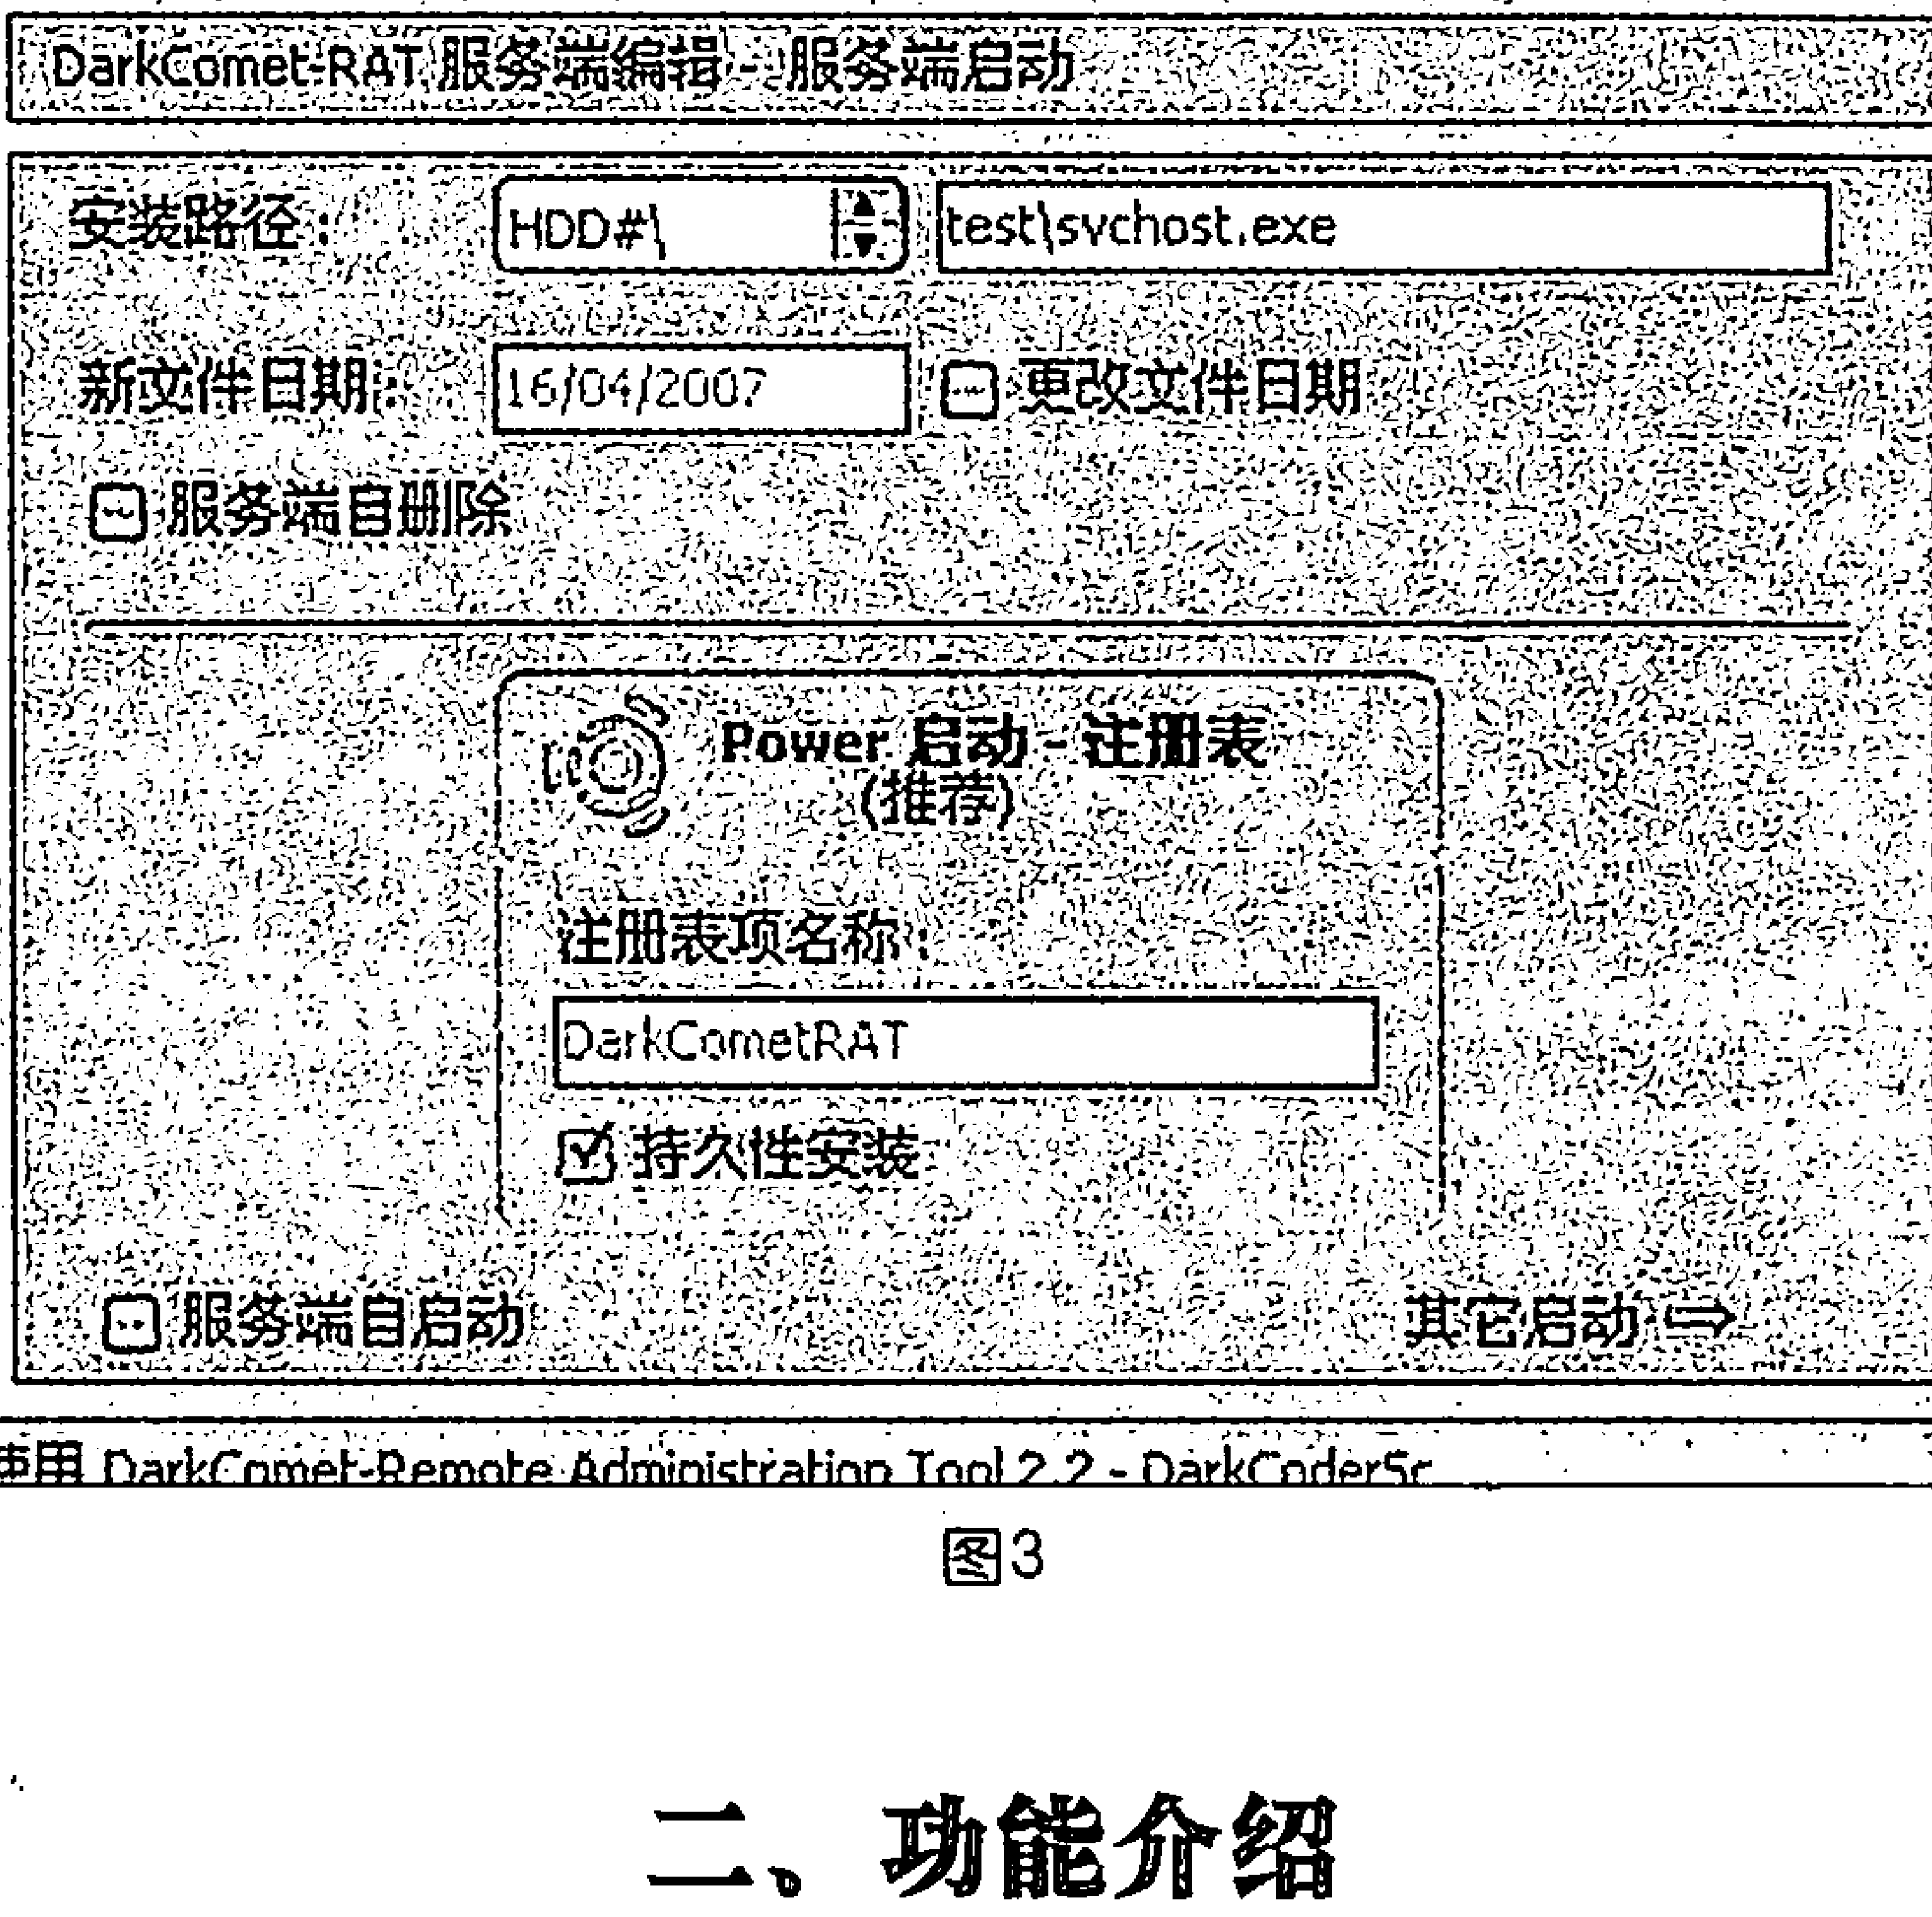 DarkComet-RAT 服务端编辑 - 服务端启动
安装路径: HDD#\ test\svchost.exe
新文件日期: 16/04/2007 更改文件日期
服务端自删除
Power 启动 - 注册表
(推荐)
注册表项名称:
DarkCometRAT
持久性安装
服务端自启动 其它启动
使用 DarkComet-Remote Administration Tool 2.2 - DarkCoderSc
图3
二、功能介绍